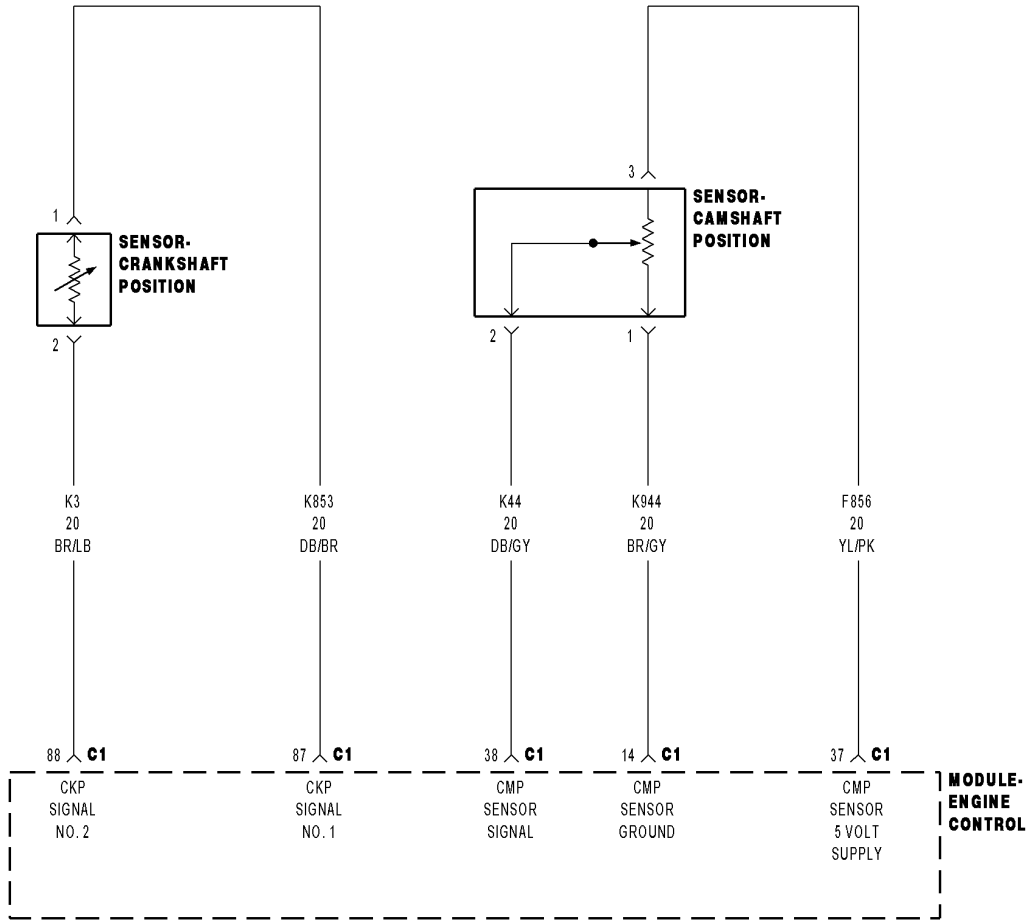 3
SENSOR-
CAMSHAFT
POSITION
1
SENSOR-
CRANKSHAFT
POSITION
2
2
1
K3
20
BR/LB
K853
20
DB/BR
K44
20
DB/GY
K944
20
BR/GY
F856
20
YL/PK
88 C1
87 C1
38 C1
14 C1
37 C1
CKP
SIGNAL
NO. 2
CKP
SIGNAL
NO. 1
CMP
SENSOR
SIGNAL
CMP
SENSOR
GROUND
CMP
SENSOR
5 VOLT
SUPPLY
MODULE-
ENGINE
CONTROL